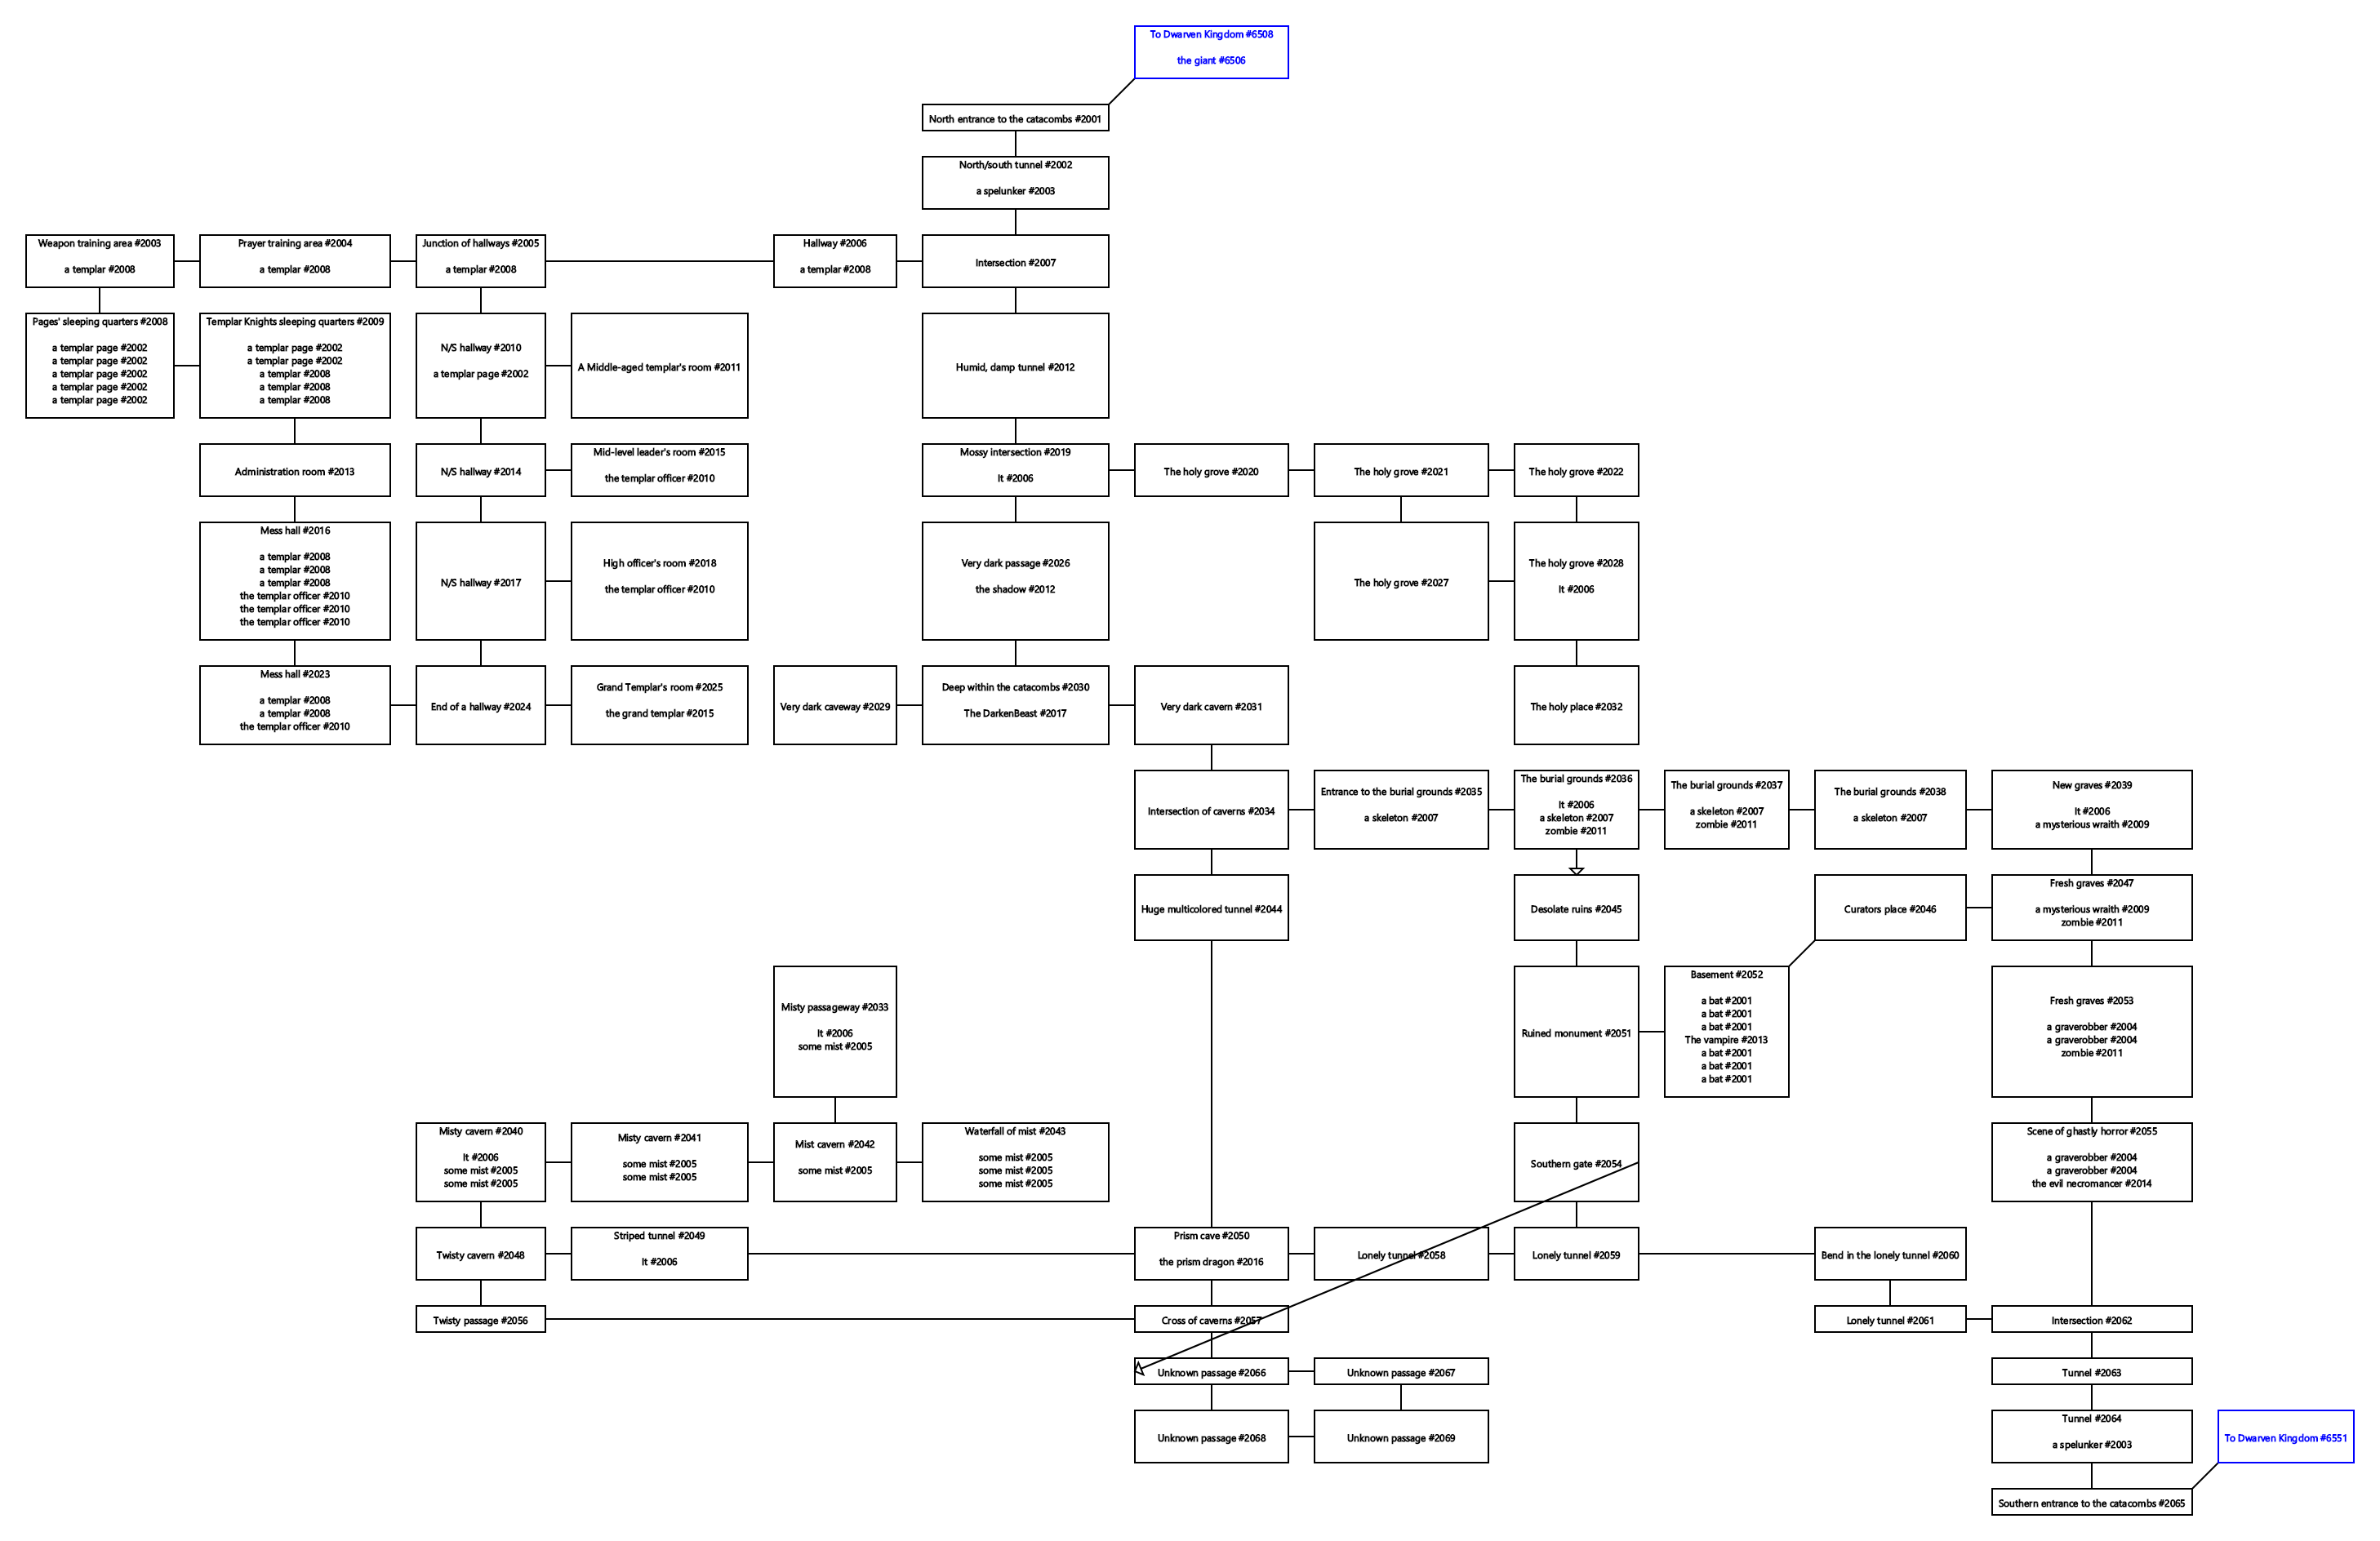 To Dwarven Kingdom #6508
the giant #6506
North entrance to the catacombs #2001
North/south tunnel #2002
a spelunker #2003
Weapon training area #2003
a templar #2008
Prayer training area #2004
a templar #2008
Junction of hallways #2005
a templar #2008
Hallway #2006
a templar #2008
Intersection #2007
Pages' sleeping quarters #2008
a templar page #2002
a templar page #2002
a templar page #2002
a templar page #2002
a templar page #2002
Templar Knights sleeping quarters #2009
a templar page #2002
a templar page #2002
a templar #2008
a templar #2008
a templar #2008
N/S hallway #2010
a templar page #2002
A Middle-aged templar's room #2011
Humid, damp tunnel #2012
Administration room #2013
N/S hallway #2014
Mid-level leader's room #2015
the templar officer #2010
Mossy intersection #2019
It #2006
The holy grove #2020
The holy grove #2021
The holy grove #2022
Mess hall #2016
a templar #2008
a templar #2008
a templar #2008
the templar officer #2010
the templar officer #2010
the templar officer #2010
N/S hallway #2017
High officer's room #2018
the templar officer #2010
Very dark passage #2026
the shadow #2012
The holy grove #2027
The holy grove #2028
It #2006
Mess hall #2023
a templar #2008
a templar #2008
the templar officer #2010
End of a hallway #2024
Grand Templar's room #2025
the grand templar #2015
Very dark caveway #2029
Deep within the catacombs #2030
The DarkenBeast #2017
Very dark cavern #2031
The holy place #2032
Intersection of caverns #2034
Entrance to the burial grounds #2035
a skeleton #2007
The burial grounds #2036
It #2006
a skeleton #2007
zombie #2011
The burial grounds #2037
a skeleton #2007
zombie #2011
The burial grounds #2038
a skeleton #2007
New graves #2039
It #2006
a mysterious wraith #2009
Huge multicolored tunnel #2044
Desolate ruins #2045
Curators place #2046
Fresh graves #2047
a mysterious wraith #2009
zombie #2011
Misty passageway #2033
It #2006
some mist #2005
Ruined monument #2051
Basement #2052
a bat #2001
a bat #2001
a bat #2001
The vampire #2013
a bat #2001
a bat #2001
a bat #2001
Fresh graves #2053
a graverobber #2004
a graverobber #2004
zombie #2011
Misty cavern #2040
It #2006
some mist #2005
some mist #2005
Misty cavern #2041
some mist #2005
some mist #2005
Mist cavern #2042
some mist #2005
Waterfall of mist #2043
some mist #2005
some mist #2005
some mist #2005
Southern gate #2054
Scene of ghastly horror #2055
a graverobber #2004
a graverobber #2004
the evil necromancer #2014
Twisty cavern #2048
Striped tunnel #2049
It #2006
Prism cave #2050
the prism dragon #2016
Lonely tunnel #2058
Lonely tunnel #2059
Bend in the lonely tunnel #2060
Twisty passage #2056
Cross of caverns #2057
Lonely tunnel #2061
Intersection #2062
Unknown passage #2066
Unknown passage #2067
Tunnel #2063
Unknown passage #2068
Unknown passage #2069
Tunnel #2064
a spelunker #2003
To Dwarven Kingdom #6551
Southern entrance to the catacombs #2065